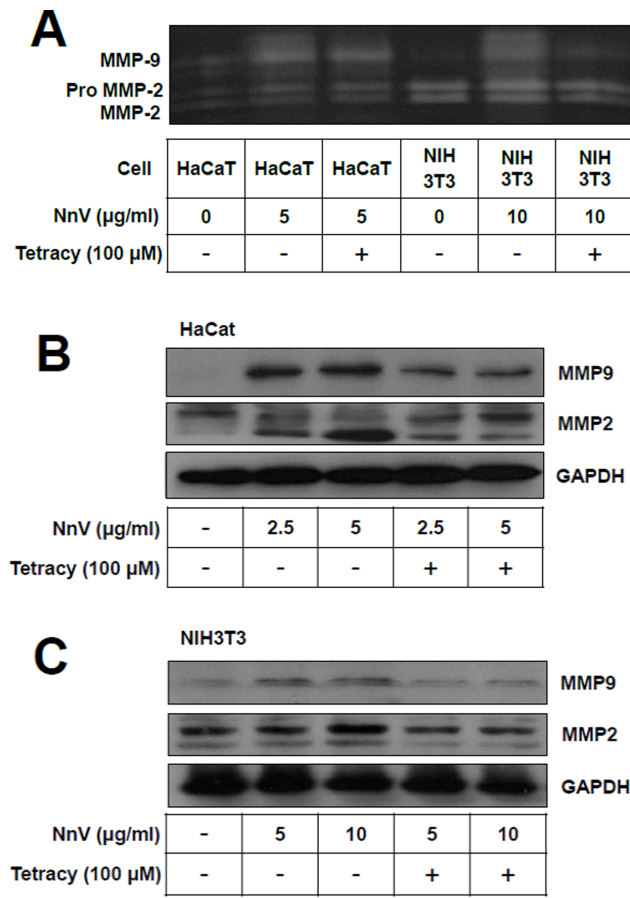 A
MMP-9
Pro MMP-2
MMP-2
Cell HaCaT HaCaT HaCaT NIH 3T3 NIH 3T3 NIH 3T3
NnV (µg/ml) 0 5 5 0 10 10
Tetracy (100 µM) - - + - - +
B
HaCat
MMP9
MMP2
GAPDH
NnV (µg/ml) - 2.5 5 2.5 5
Tetracy (100 µM) - - - + +
C
NIH3T3
MMP9
MMP2
GAPDH
NnV (µg/ml) - 5 10 5 10
Tetracy (100 µM) - - - + +